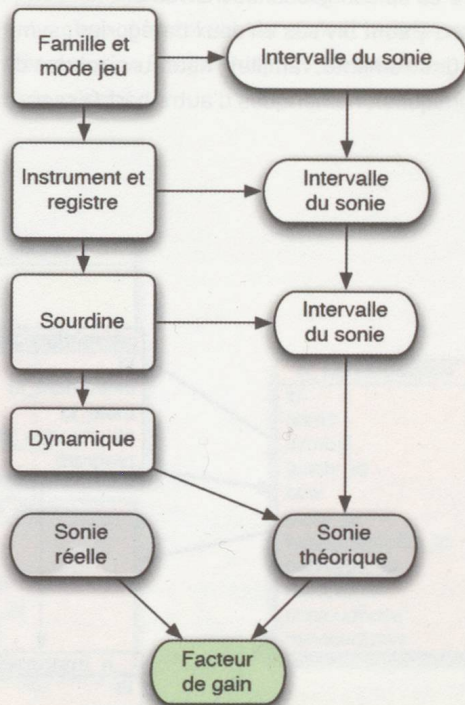 Famille et
mode jeu
Intervalle du sonie
Instrument et
registre
Intervalle
du sonie
Sourdine
Intervalle
du sonie
Dynamique
Sonie
réelle
Sonie
théorique
Facteur
de gain